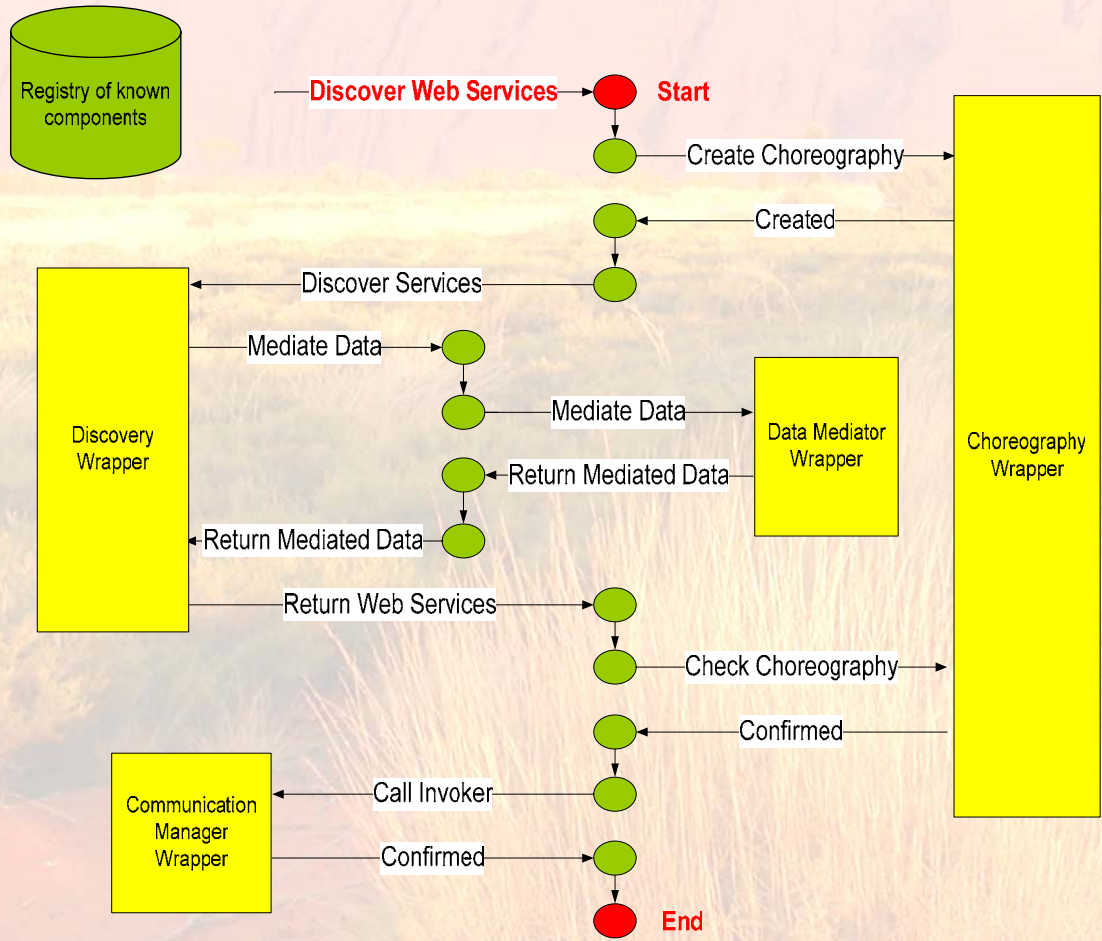 Registry of known
components
Discover Web Services
Start
Create Choreography
Created
Discover Services
Mediate Data
Mediate Data
Discovery
Wrapper
Data Mediator
Wrapper
Choreography
Wrapper
Return Mediated Data
Return Mediated Data
Return Web Services
Check Choreography
Confirmed
Call Invoker
Communication
Manager
Wrapper
Confirmed
End